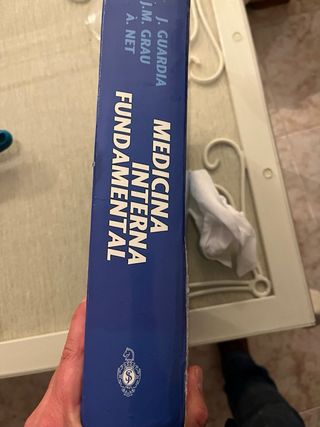 J. GUARDIA
J.M. GRAU
À. NET
MEDICINA
INTERNA
FUNDAMENTAL